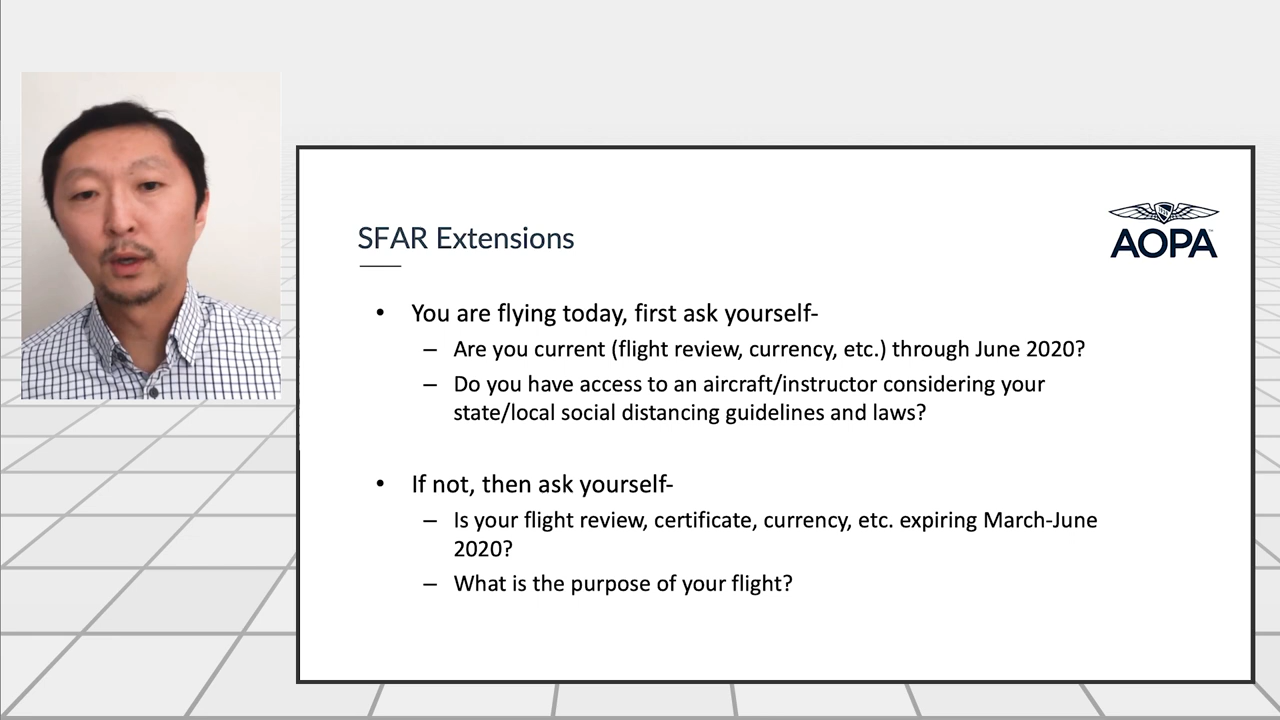 SFAR Extensions
AOPA
• You are flying today, first ask yourself-
– Are you current (flight review, currency, etc.) through June 2020?
– Do you have access to an aircraft/instructor considering your
state/local social distancing guidelines and laws?
• If not, then ask yourself-
– Is your flight review, certificate, currency, etc. expiring March-June
2020?
– What is the purpose of your flight?